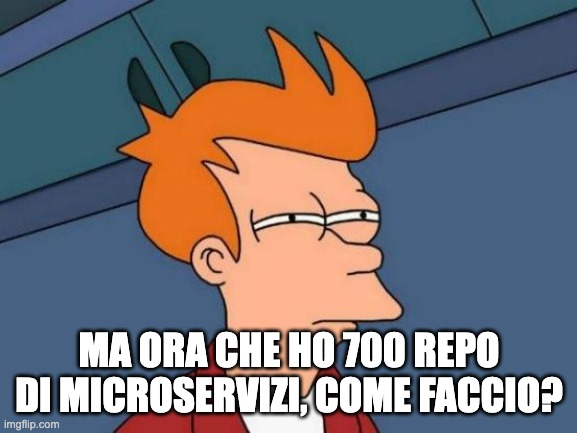 MA ORA CHE HO 700 REPO
DI MICROSERVIZI, COME FACCIO?
imgflip.com